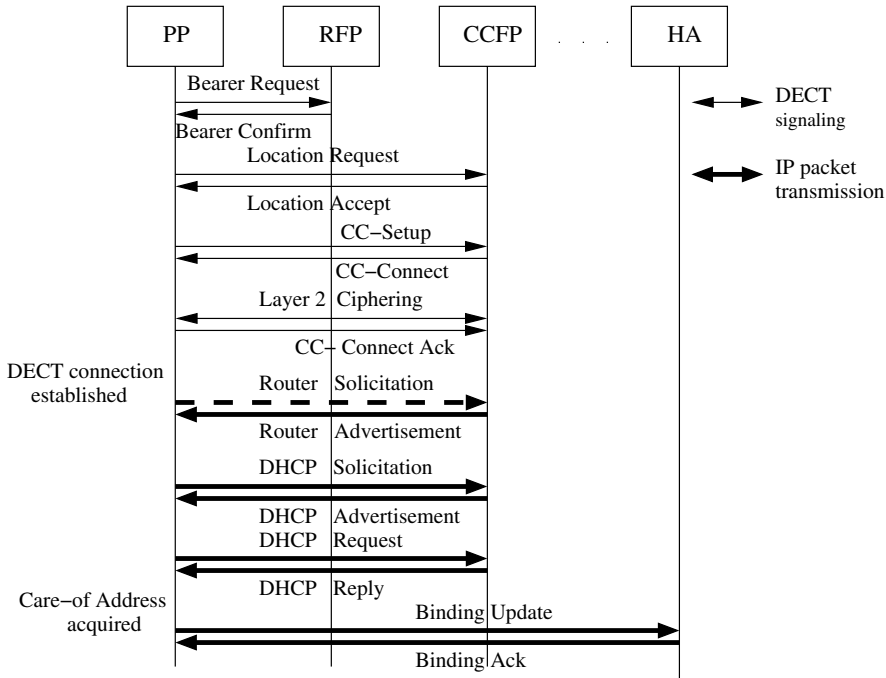 PP
RFP
CCFP
. . .
HA
Bearer Request
Bearer Confirm
Location Request
Location Accept
CC−Setup
CC−Connect
Layer 2 Ciphering
CC− Connect Ack
DECT connection
established
Router Solicitation
Router Advertisement
DHCP Solicitation
DHCP Advertisement
DHCP Request
DHCP Reply
Care−of Address
acquired
Binding Update
Binding Ack
DECT
signaling
IP packet
transmission